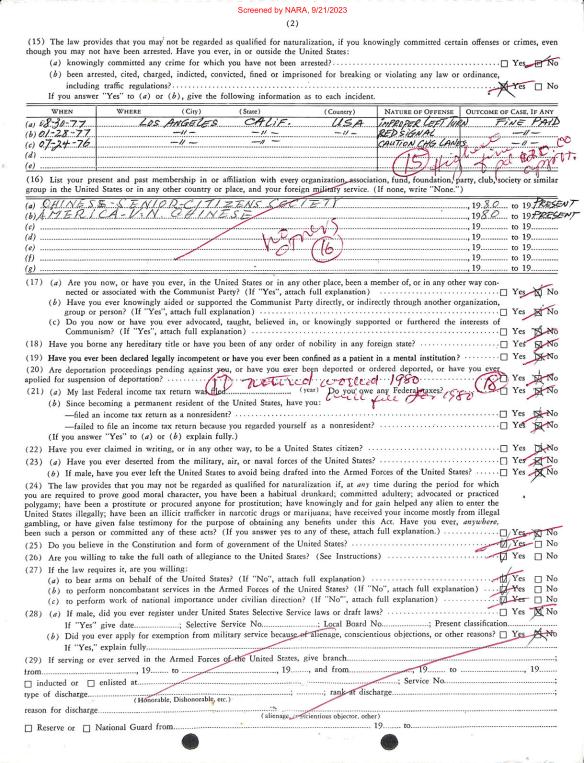 Screened by NARA, 9/21/2023
(2)
(15) The law provides that you may not be regarded as qualified for naturalization, if you knowingly committed certain offenses or crimes, even
though you may not have been arrested. Have you ever, in or outside the United States:
(a) knowingly committed any crime for which you have not been arrested? ☐ Yes ☒ No
(b) been arrested, cited, charged, indicted, convicted, fined or imprisoned for breaking or violating any law or ordinance,
including traffic regulations? ☒ Yes ☐ No
If you answer "Yes" to (a) or (b), give the following information as to each incident.
WHEN WHERE (City) (State) (Country) NATURE OF OFFENSE OUTCOME OF CASE, IF ANY
(a) 08-30-77 LOS ANGELES CALIF. USA IMPROPER LEFT TURN FINE PAID
(b) 01-28-77 -"- -"- -"- RED SIGNAL -"-
(c) 07-24-76 -"- -"- -"- CAUTION CHG LANES -"-
(d)
(e)
(15) Highest fine pd $20.00 approx.
(16) List your present and past membership in or affiliation with every organization, association, fund, foundation, party, club, society or similar
group in the United States or in any other country or place, and your foreign military service. (If none, write "None.")
(a) CHINESE-SENIOR-CITIZENS SOCIETY, 1980 to 19 PRESENT
(b) AMERICA-V.N. CHINESE, 1980 to 19 PRESENT
(c) , 19 to 19
(d) , 19 to 19
(e) , 19 to 19
(f) , 19 to 19
(g) , 19 to 19
no others
(16)
(17) (a) Are you now, or have you ever, in the United States or in any other place, been a member of, or in any other way con-
nected or associated with the Communist Party? (If "Yes", attach full explanation) ☐ Yes ☒ No
(b) Have you ever knowingly aided or supported the Communist Party directly, or indirectly through another organization,
group or person? (If "Yes", attach full explanation) ☐ Yes ☒ No
(c) Do you now or have you ever advocated, taught, believed in, or knowingly supported or furthered the interests of
Communism? (If "Yes", attach full explanation) ☐ Yes ☒ No
(18) Have you borne any hereditary title or have you been of any order of nobility in any foreign state? ☐ Yes ☒ No
(19) Have you ever been declared legally incompetent or have you ever been confined as a patient in a mental institution? ☐ Yes ☒ No
(20) Are deportation proceedings pending against you, or have you ever been deported or ordered deported, or have you ever
applied for suspension of deportation? ☐ Yes ☒ No
(17) retired worked 1980 (18)
(21) (a) My last Federal income tax return was filed (year) Do you owe any Federal taxes? ☐ Yes ☒ No
will file for 1980
(b) Since becoming a permanent resident of the United States, have you:
—filed an income tax return as a nonresident? ☐ Yes ☒ No
—failed to file an income tax return because you regarded yourself as a nonresident? ☐ Yes ☒ No
(If you answer "Yes" to (a) or (b) explain fully.)
(22) Have you ever claimed in writing, or in any other way, to be a United States citizen? ☐ Yes ☒ No
(23) (a) Have you ever deserted from the military, air, or naval forces of the United States? ☐ Yes ☒ No
(b) If male, have you ever left the United States to avoid being drafted into the Armed Forces of the United States? ☐ Yes ☒ No
(24) The law provides that you may not be regarded as qualified for naturalization if, at any time during the period for which
you are required to prove good moral character, you have been a habitual drunkard; committed adultery; advocated or practiced
polygamy; have been a prostitute or procured anyone for prostitution; have knowingly and for gain helped any alien to enter the
United States illegally; have been an illicit trafficker in narcotic drugs or marijuana; have received your income mostly from illegal
gambling, or have given false testimony for the purpose of obtaining any benefits under this Act. Have you ever, anywhere,
been such a person or committed any of these acts? (If you answer yes to any of these, attach full explanation.) ☐ Yes ☒ No
(25) Do you believe in the Constitution and form of government of the United States? ☑ Yes ☐ No
(26) Are you willing to take the full oath of allegiance to the United States? (See Instructions) ☑ Yes ☐ No
(27) If the law requires it, are you willing:
(a) to bear arms on behalf of the United States? (If "No", attach full explanation) ☑ Yes ☐ No
(b) to perform noncombatant services in the Armed Forces of the United States? (If "No", attach full explanation) ☑ Yes ☐ No
(c) to perform work of national importance under civilian direction? (If "No", attach full explanation) ☑ Yes ☐ No
(28) (a) If male, did you ever register under United States Selective Service laws or draft laws? ☐ Yes ☒ No
If "Yes" give date ; Selective Service No. ; Local Board No. ; Present classification
(b) Did you ever apply for exemption from military service because of alienage, conscientious objections, or other reasons? ☐ Yes ☒ No
If "Yes," explain fully
(29) If serving or ever served in the Armed Forces of the United States, give branch ;
from , 19 to , 19 , and from , 19 to , 19 ;
☐ inducted or ☐ enlisted at ; Service No. ;
type of discharge ; rank at discharge ;
(Honorable, Dishonorable, etc.)
reason for discharge
(alienage, conscientious objector, other)
☐ Reserve or ☐ National Guard from 19 to